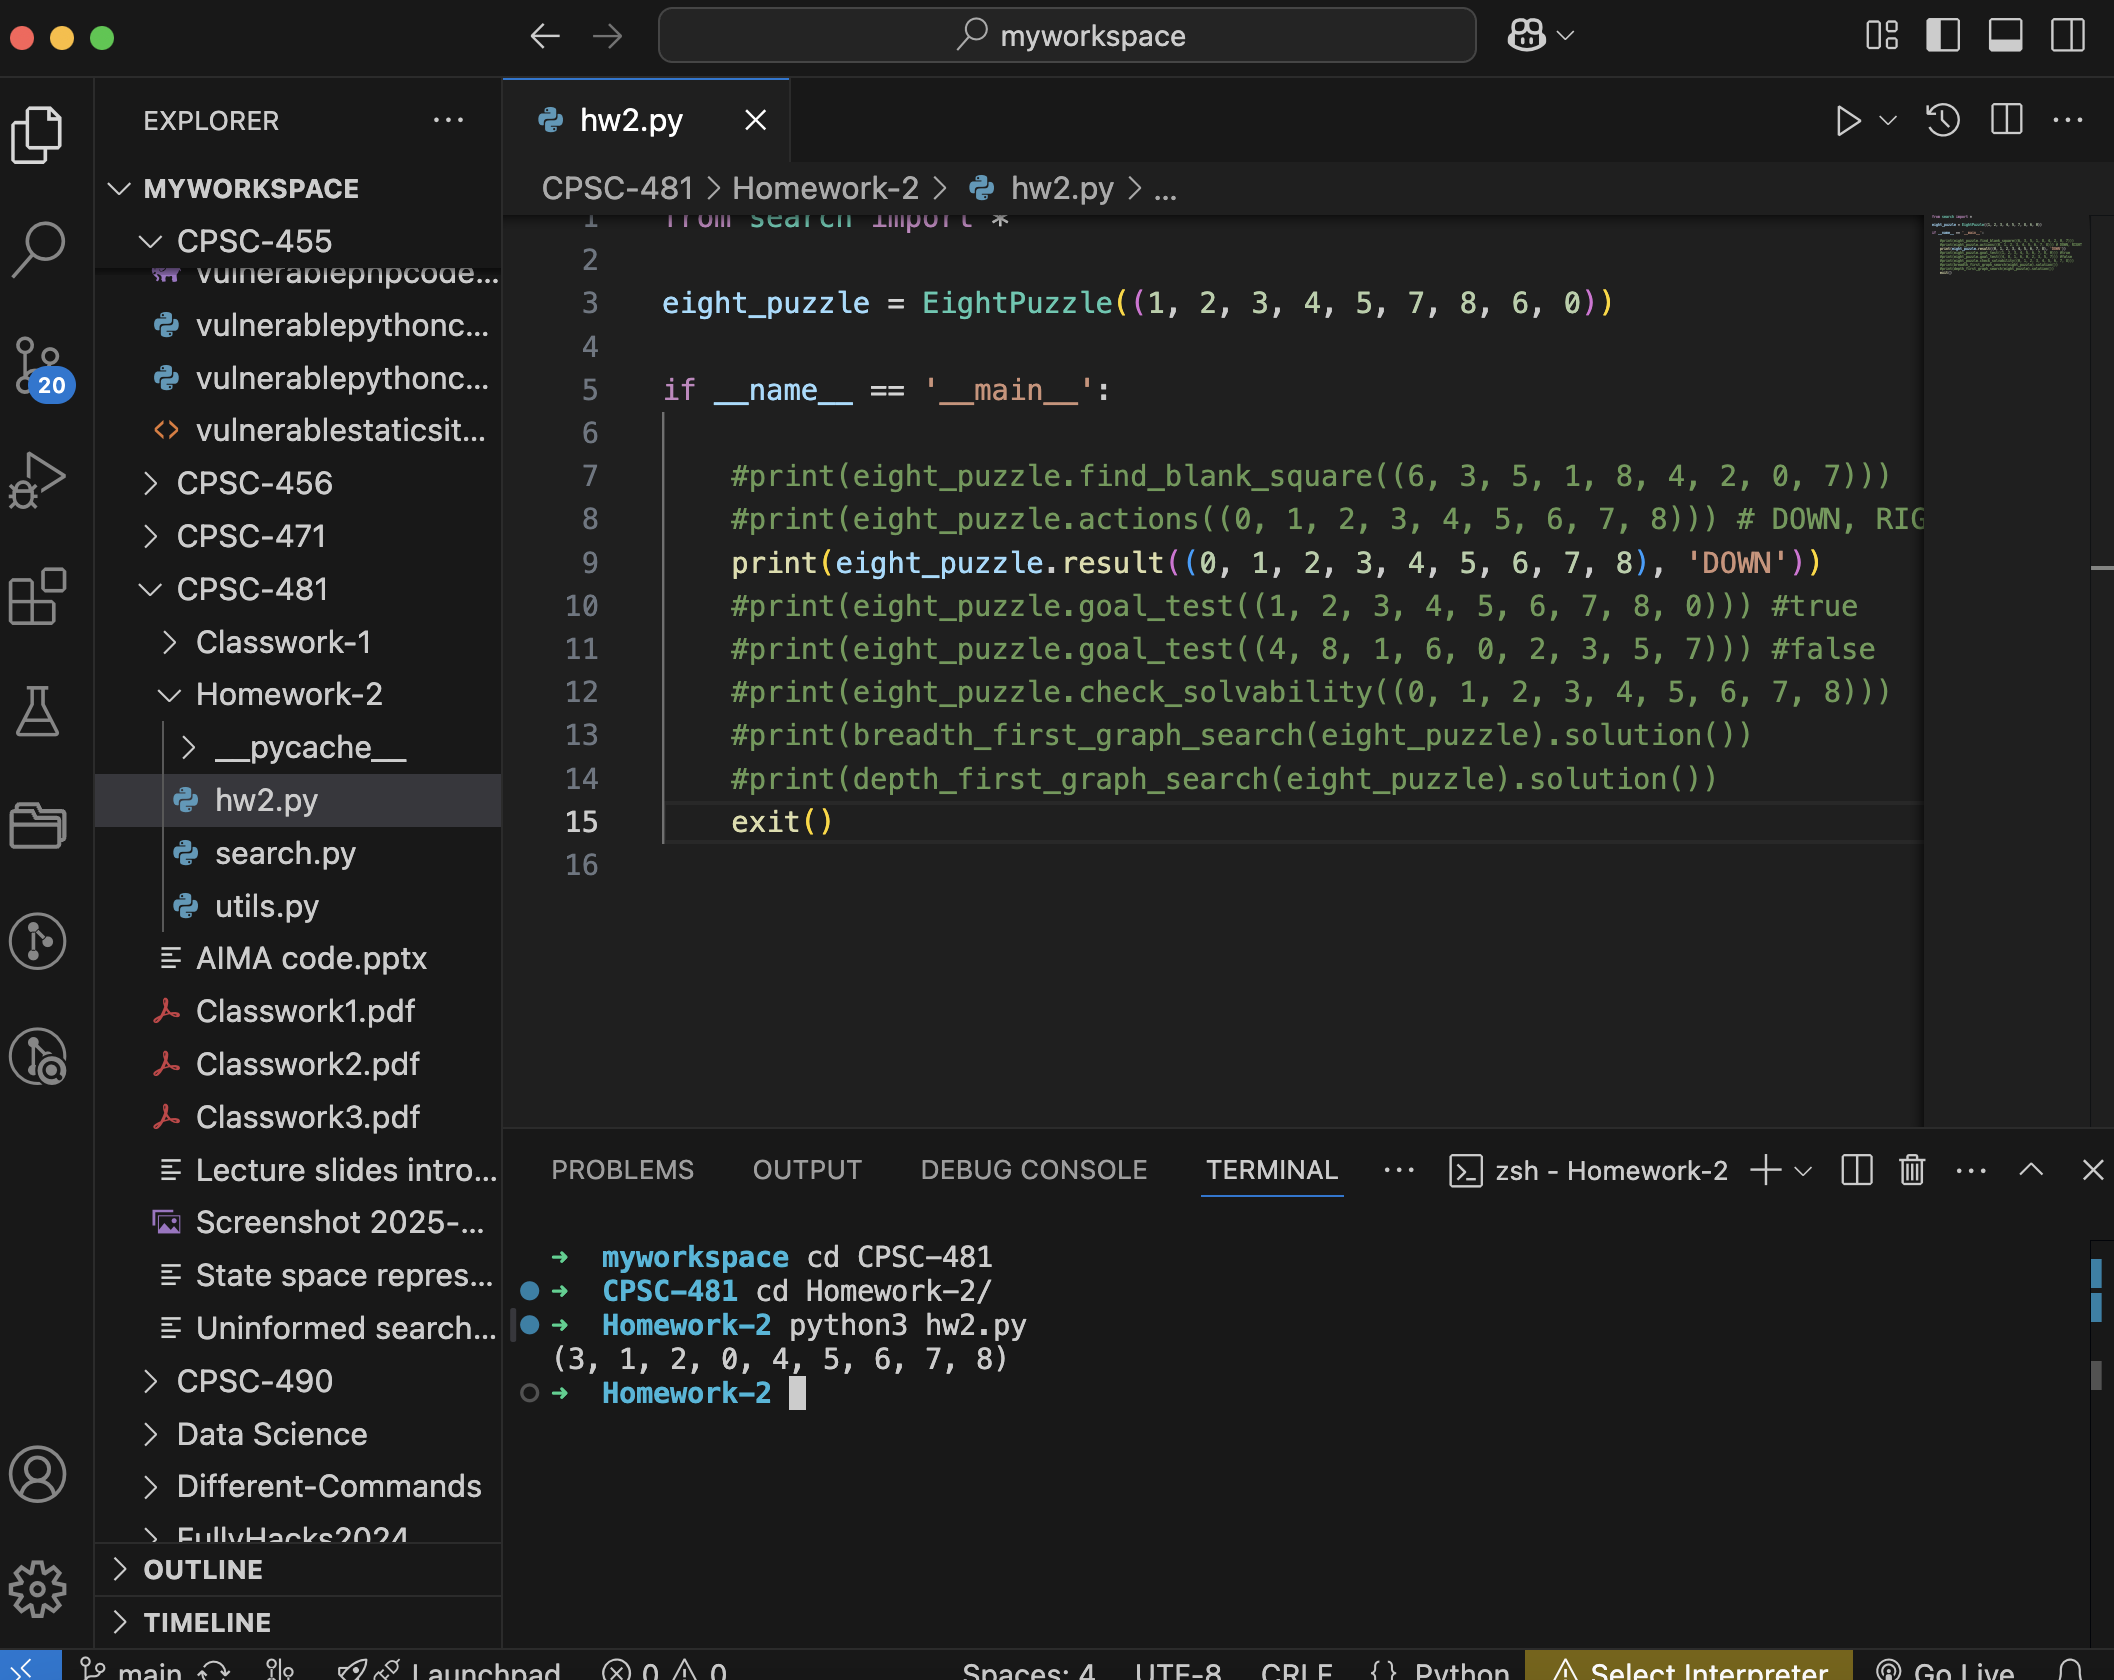 myworkspace
EXPLORER
hw2.py
CPSC-481 > Homework-2 > hw2.py > ...
MYWORKSPACE
CPSC-455
vulnerablephpcode...
vulnerablepythonc...
vulnerablepythonc...
vulnerablestaticsit...
CPSC-456
CPSC-471
CPSC-481
Classwork-1
Homework-2
__pycache__
hw2.py
search.py
utils.py
AIMA code.pptx
Classwork1.pdf
Classwork2.pdf
Classwork3.pdf
Lecture slides intro...
Screenshot 2025-...
State space repres...
Uninformed search...
CPSC-490
Data Science
Different-Commands
FullyHacks2024
OUTLINE
TIMELINE
20
1 from search import *
2
3 eight_puzzle = EightPuzzle((1, 2, 3, 4, 5, 7, 8, 6, 0))
4
5 if __name__ == '__main__':
6
7 #print(eight_puzzle.find_blank_square((6, 3, 5, 1, 8, 4, 2, 0, 7)))
8 #print(eight_puzzle.actions((0, 1, 2, 3, 4, 5, 6, 7, 8))) # DOWN, RIG
9 print(eight_puzzle.result((0, 1, 2, 3, 4, 5, 6, 7, 8), 'DOWN'))
10 #print(eight_puzzle.goal_test((1, 2, 3, 4, 5, 6, 7, 8, 0))) #true
11 #print(eight_puzzle.goal_test((4, 8, 1, 6, 0, 2, 3, 5, 7))) #false
12 #print(eight_puzzle.check_solvability((0, 1, 2, 3, 4, 5, 6, 7, 8)))
13 #print(breadth_first_graph_search(eight_puzzle).solution())
14 #print(depth_first_graph_search(eight_puzzle).solution())
15 exit()
16
PROBLEMS OUTPUT DEBUG CONSOLE TERMINAL ... zsh - Homework-2
➜ myworkspace cd CPSC-481
➜ CPSC-481 cd Homework-2/
➜ Homework-2 python3 hw2.py
(3, 1, 2, 0, 4, 5, 6, 7, 8)
➜ Homework-2
main Launchpad 0 0 Spaces: 4 UTF-8 CRLF {} Python Select Interpreter Go Live